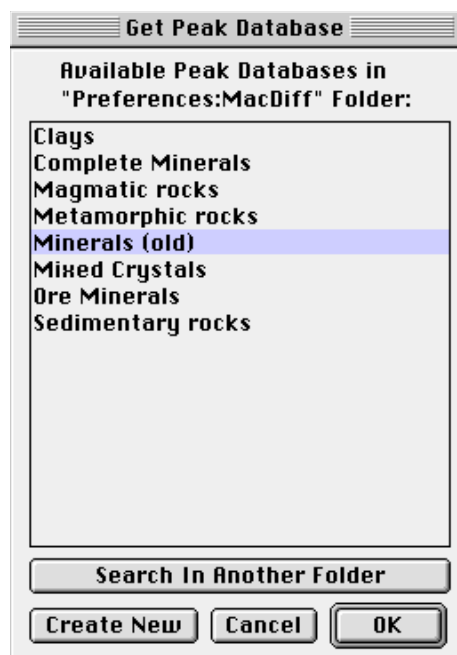 Get Peak Database
Available Peak Databases in
"Preferences:MacDiff" Folder:
Clays
Complete Minerals
Magmatic rocks
Metamorphic rocks
Minerals (old)
Mixed Crystals
Ore Minerals
Sedimentary rocks
Search In Another Folder
Create New
Cancel
OK